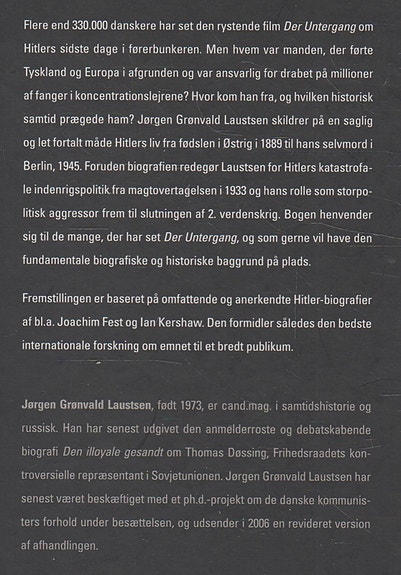 Flere end 330.000 danskere har set den rystende film Der Untergang om
Hitlers sidste dage i førerbunkeren. Men hvem var manden, der førte
Tyskland og Europa i afgrunden og var ansvarlig for drabet på millioner
af fanger i koncentrationslejrene? Hvor kom han fra, og hvilken historisk
samtid prægede ham? Jørgen Grønvald Laustsen skildrer på en saglig
og let fortalt måde Hitlers liv fra fødslen i Østrig i 1889 til hans selvmord i
Berlin, 1945. Foruden biografien redegør Laustsen for Hitlers katastrofa-
le indenrigspolitik fra magtovertagelsen i 1933 og hans rolle som storpo-
litisk aggressor frem til slutningen af 2. verdenskrig. Bogen henvender
sig til de mange, der har set Der Untergang, og som gerne vil have den
fundamentale biografiske og historiske baggrund på plads.
Fremstillingen er baseret på omfattende og anerkendte Hitler-biografier
af bl.a. Joachim Fest og Ian Kershaw. Den formidler således den bedste
internationale forskning om emnet til et bredt publikum.
Jørgen Grønvald Laustsen, født 1973, er cand.mag. i samtidshistorie og
russisk. Han har senest udgivet den anmelderroste og debatskabende
biografi Den illoyale gesandt om Thomas Døssing, Frihedsraadets kon-
troversielle repræsentant i Sovjetunionen. Jørgen Grønvald Laustsen har
senest været beskæftiget med et ph.d.-projekt om de danske kommunis-
ters forhold under besættelsen, og udsender i 2006 en revideret version
af afhandlingen.